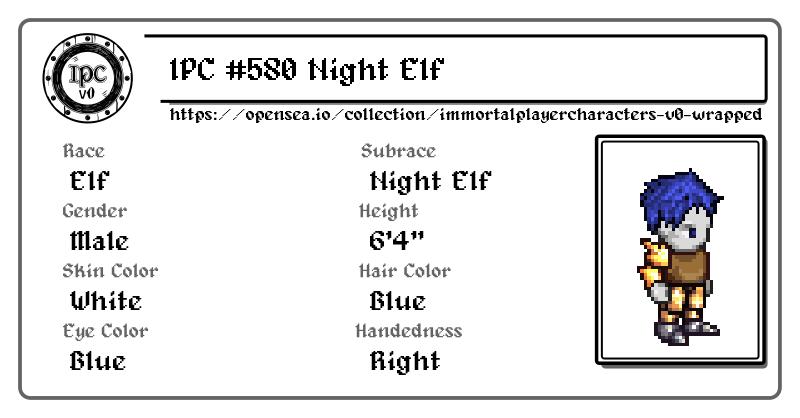 IPC v0
IPC #580 Night Elf
https://opensea.io/collection/immortalplayercharacters-v0-wrapped
Race
Elf
Subrace
Night Elf
Gender
Male
Height
6'4"
Skin Color
White
Hair Color
Blue
Eye Color
Blue
Handedness
Right